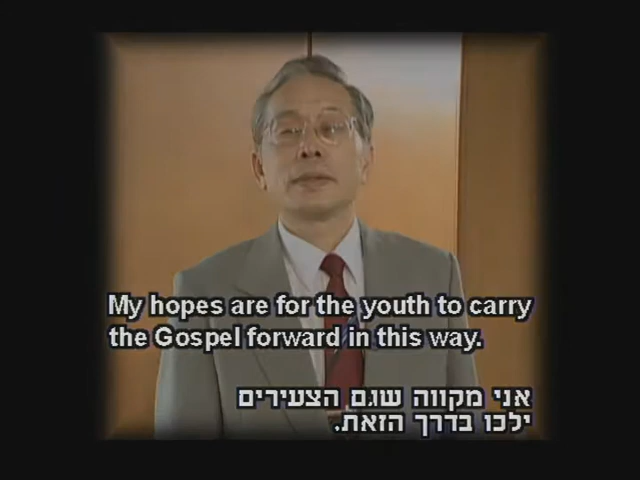 My hopes are for the youth to carry
the Gospel forward in this way.
אני מקווה שגם הצעירים
ילכו בדרך הזאת.